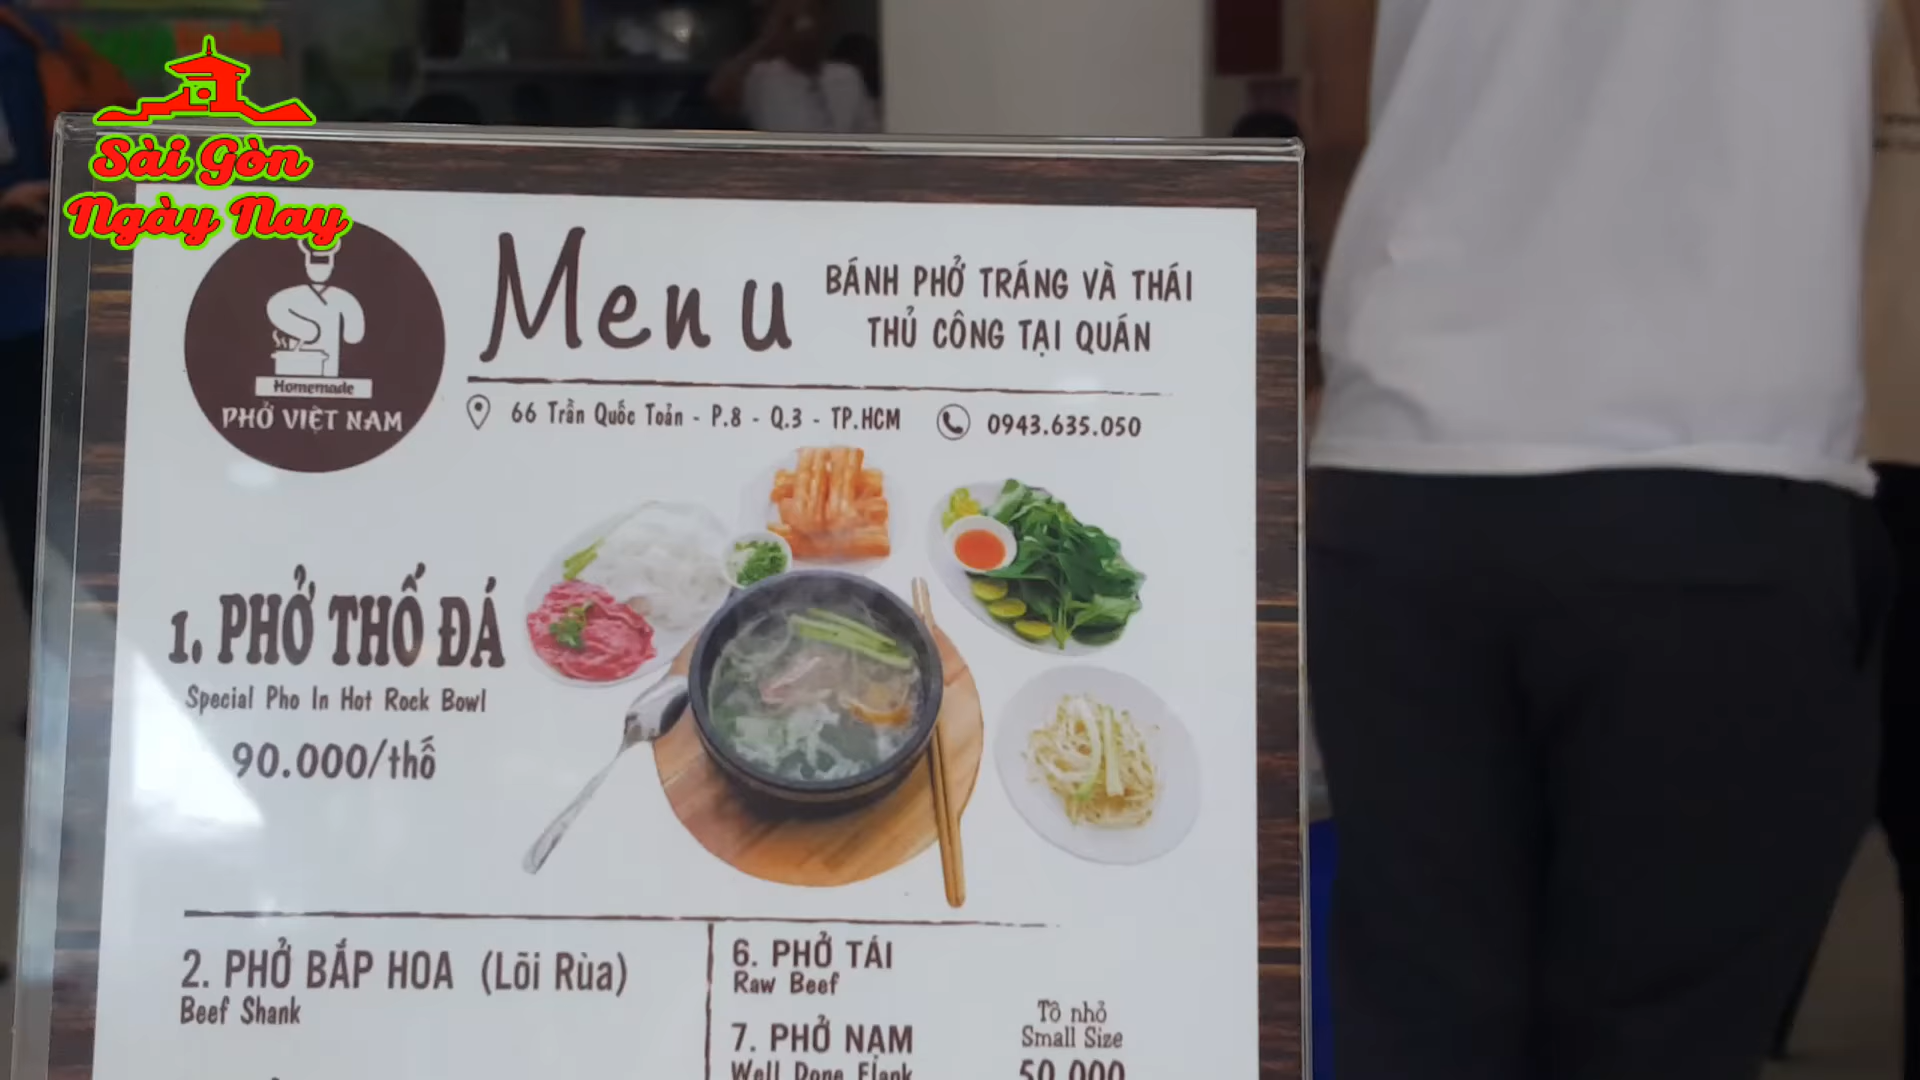 Sài Gòn
Ngày Nay
Homemade
PHỞ VIỆT NAM
Menu
BÁNH PHỞ TRÁNG VÀ THÁI
THỦ CÔNG TẠI QUÁN
66 Trần Quốc Toản - P.8 - Q.3 - TP.HCM
0943.635.050
1. PHỞ THỐ ĐÁ
Special Pho In Hot Rock Bowl
90.000/thố
2. PHỞ BẮP HOA (Lõi Rùa)
Beef Shank
6. PHỞ TÁI
Raw Beef
7. PHỞ NẠM
Well Done Flank
Tô nhỏ
Small Size
50.000